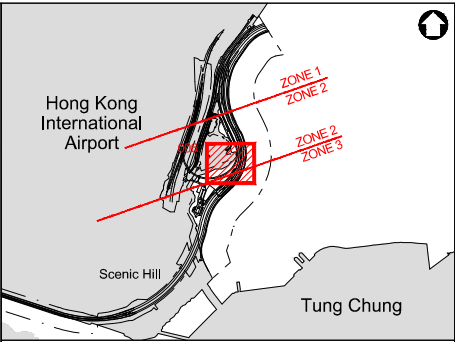 ZONE 1
ZONE 2
Hong Kong
International
Airport
ZONE 2
ZONE 3
Scenic Hill
Tung Chung